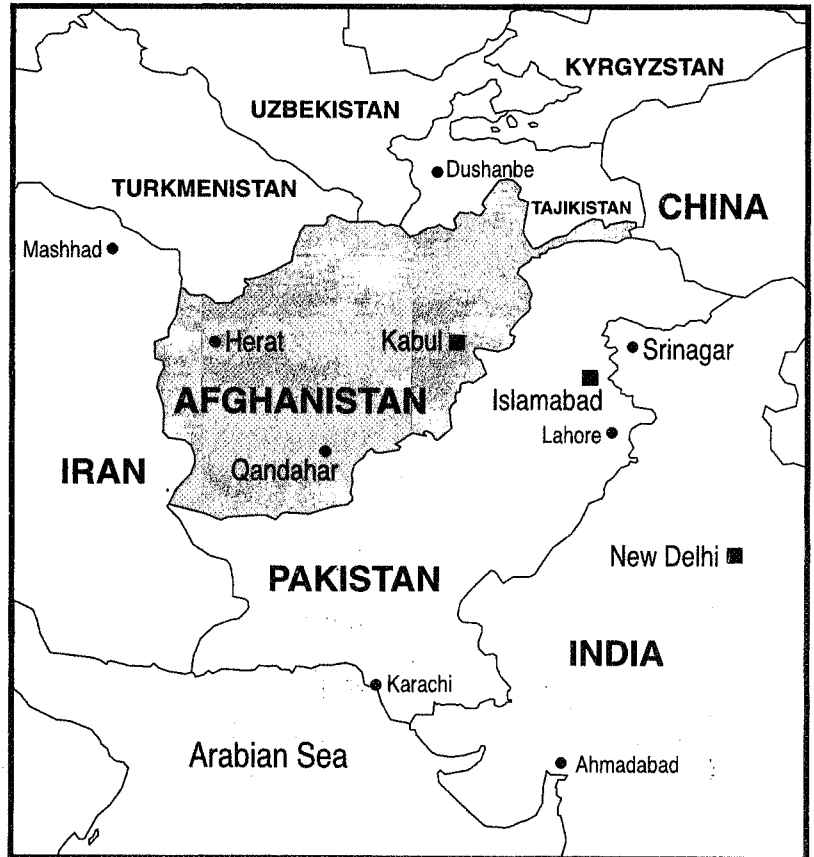 KYRGYZSTAN
UZBEKISTAN
Dushanbe
TURKMENISTAN
TAJIKISTAN
CHINA
Mashhad
Herat
Kabul
Srinagar
Islamabad
AFGHANISTAN
Lahore
IRAN
Qandahar
New Delhi
PAKISTAN
INDIA
Karachi
Arabian Sea
Ahmadabad